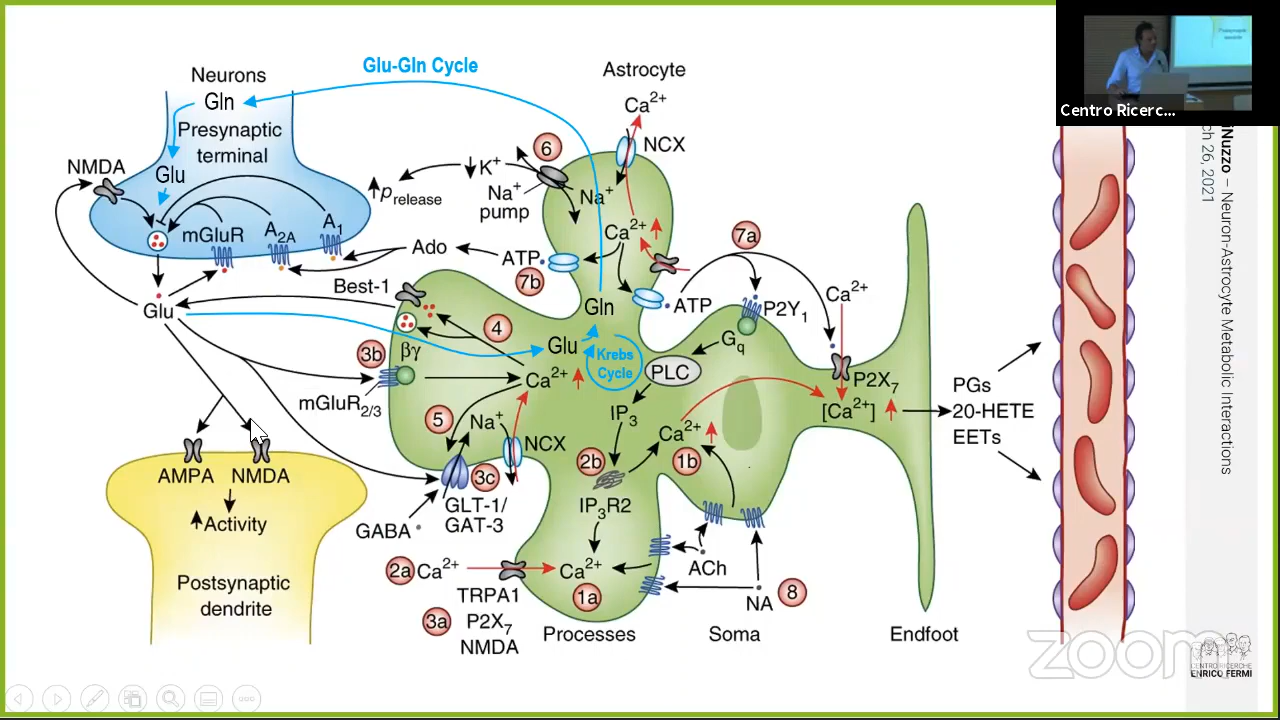 Neurons
Gln
Presynaptic
terminal
NMDA
Glu
mGluR
A2A
A1
Glu
Glu-Gln Cycle
Astrocyte
Ca2+
NCX
6
K+
Na+
pump
prelease
Na+
Ca2+
Ado
ATP
7b
7a
ATP
P2Y1
Ca2+
Best-1
4
Gln
Glu
Krebs
Cycle
Gq
PLC
P2X7
3b
βγ
Ca2+
mGluR2/3
IP3
[Ca2+]
PGs
20-HETE
EETs
5
Na+
NCX
Ca2+
1b
2b
3c
AMPA
NMDA
GLT-1/
GAT-3
IP3R2
Activity
GABA
2a
Ca2+
Ca2+
ACh
TRPA1
1a
NA
8
3a
P2X7
NMDA
Postsynaptic
dendrite
Processes
Soma
Endfoot
Centro Ricerc...
Postsynaptic
dendrite
iNuzzo – Neuron-Astrocyte Metabolic Interactions
ch 26, 2021
zoom
CENTRO RICERCHE
ENRICO FERMI